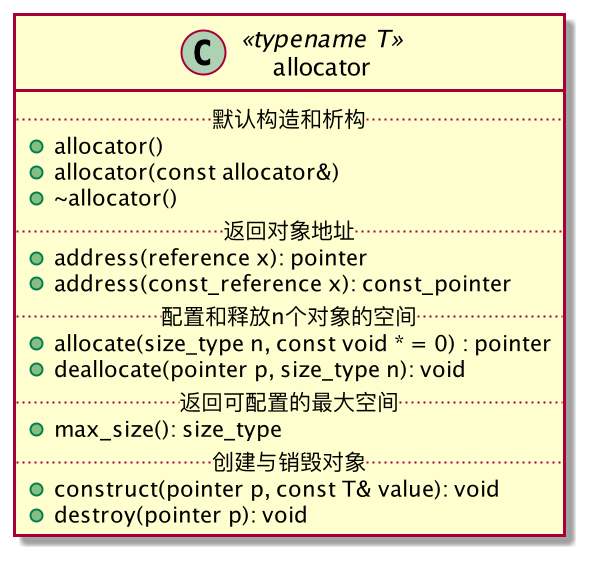 C
«typename T»
allocator
默认构造和析构
allocator()
allocator(const allocator&)
~allocator()
返回对象地址
address(reference x): pointer
address(const_reference x): const_pointer
配置和释放n个对象的空间
allocate(size_type n, const void * = 0) : pointer
deallocate(pointer p, size_type n): void
返回可配置的最大空间
max_size(): size_type
创建与销毁对象
construct(pointer p, const T& value): void
destroy(pointer p): void